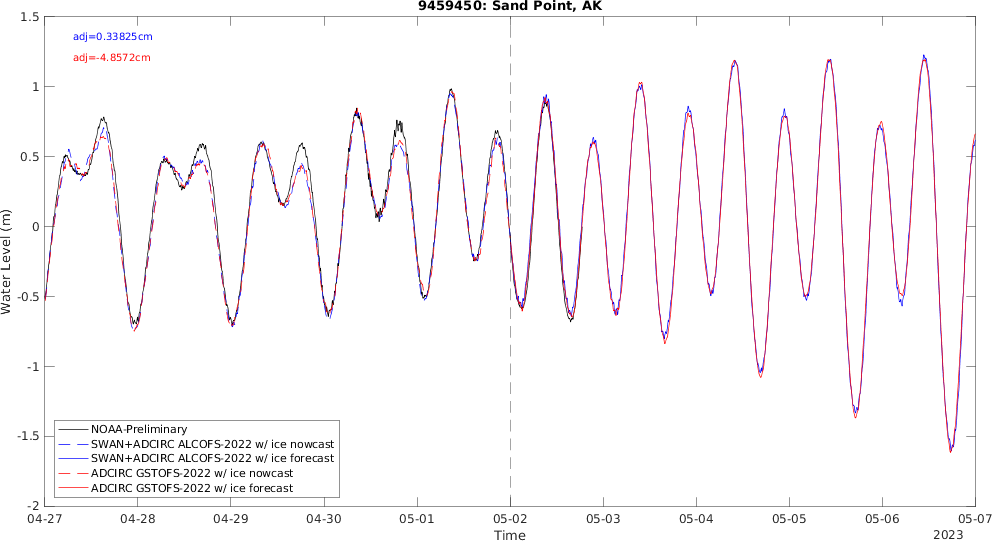 9459450: Sand Point, AK
adj=0.33825cm
adj=-4.8572cm
Water Level (m)
1.5
1
0.5
0
-0.5
-1
-1.5
-2
NOAA-Preliminary
SWAN+ADCIRC ALCOFS-2022 w/ ice nowcast
SWAN+ADCIRC ALCOFS-2022 w/ ice forecast
ADCIRC GSTOFS-2022 w/ ice nowcast
ADCIRC GSTOFS-2022 w/ ice forecast
04-27 04-28 04-29 04-30 05-01 05-02 05-03 05-04 05-05 05-06 05-07
Time
2023